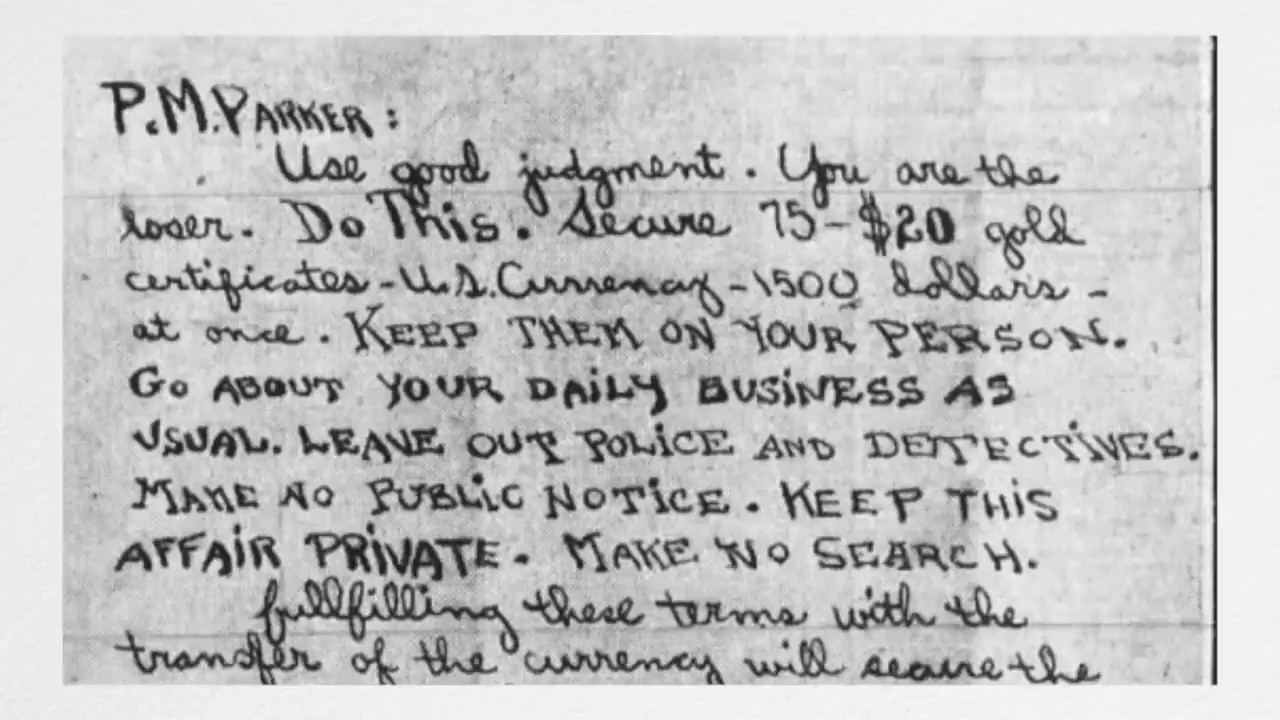 P.M.PARKER:
Use good judgment. You are the
loser. Do This. Secure 75-$20 gold
certificates-U.S.Currency-1500 dollars-
at once. KEEP THEM ON YOUR PERSON.
GO ABOUT YOUR DAiLY BUSiNESS AS
USUAL. LEAVE OUT POLiCE AND DETECTiVES.
MAKE NO PUBLiC NOTiCE. KEEP THiS
AFFAiR PRiVATE. MAKE NO SEARCH.
fullfilling these terms with the
transfer of the currency will secure the